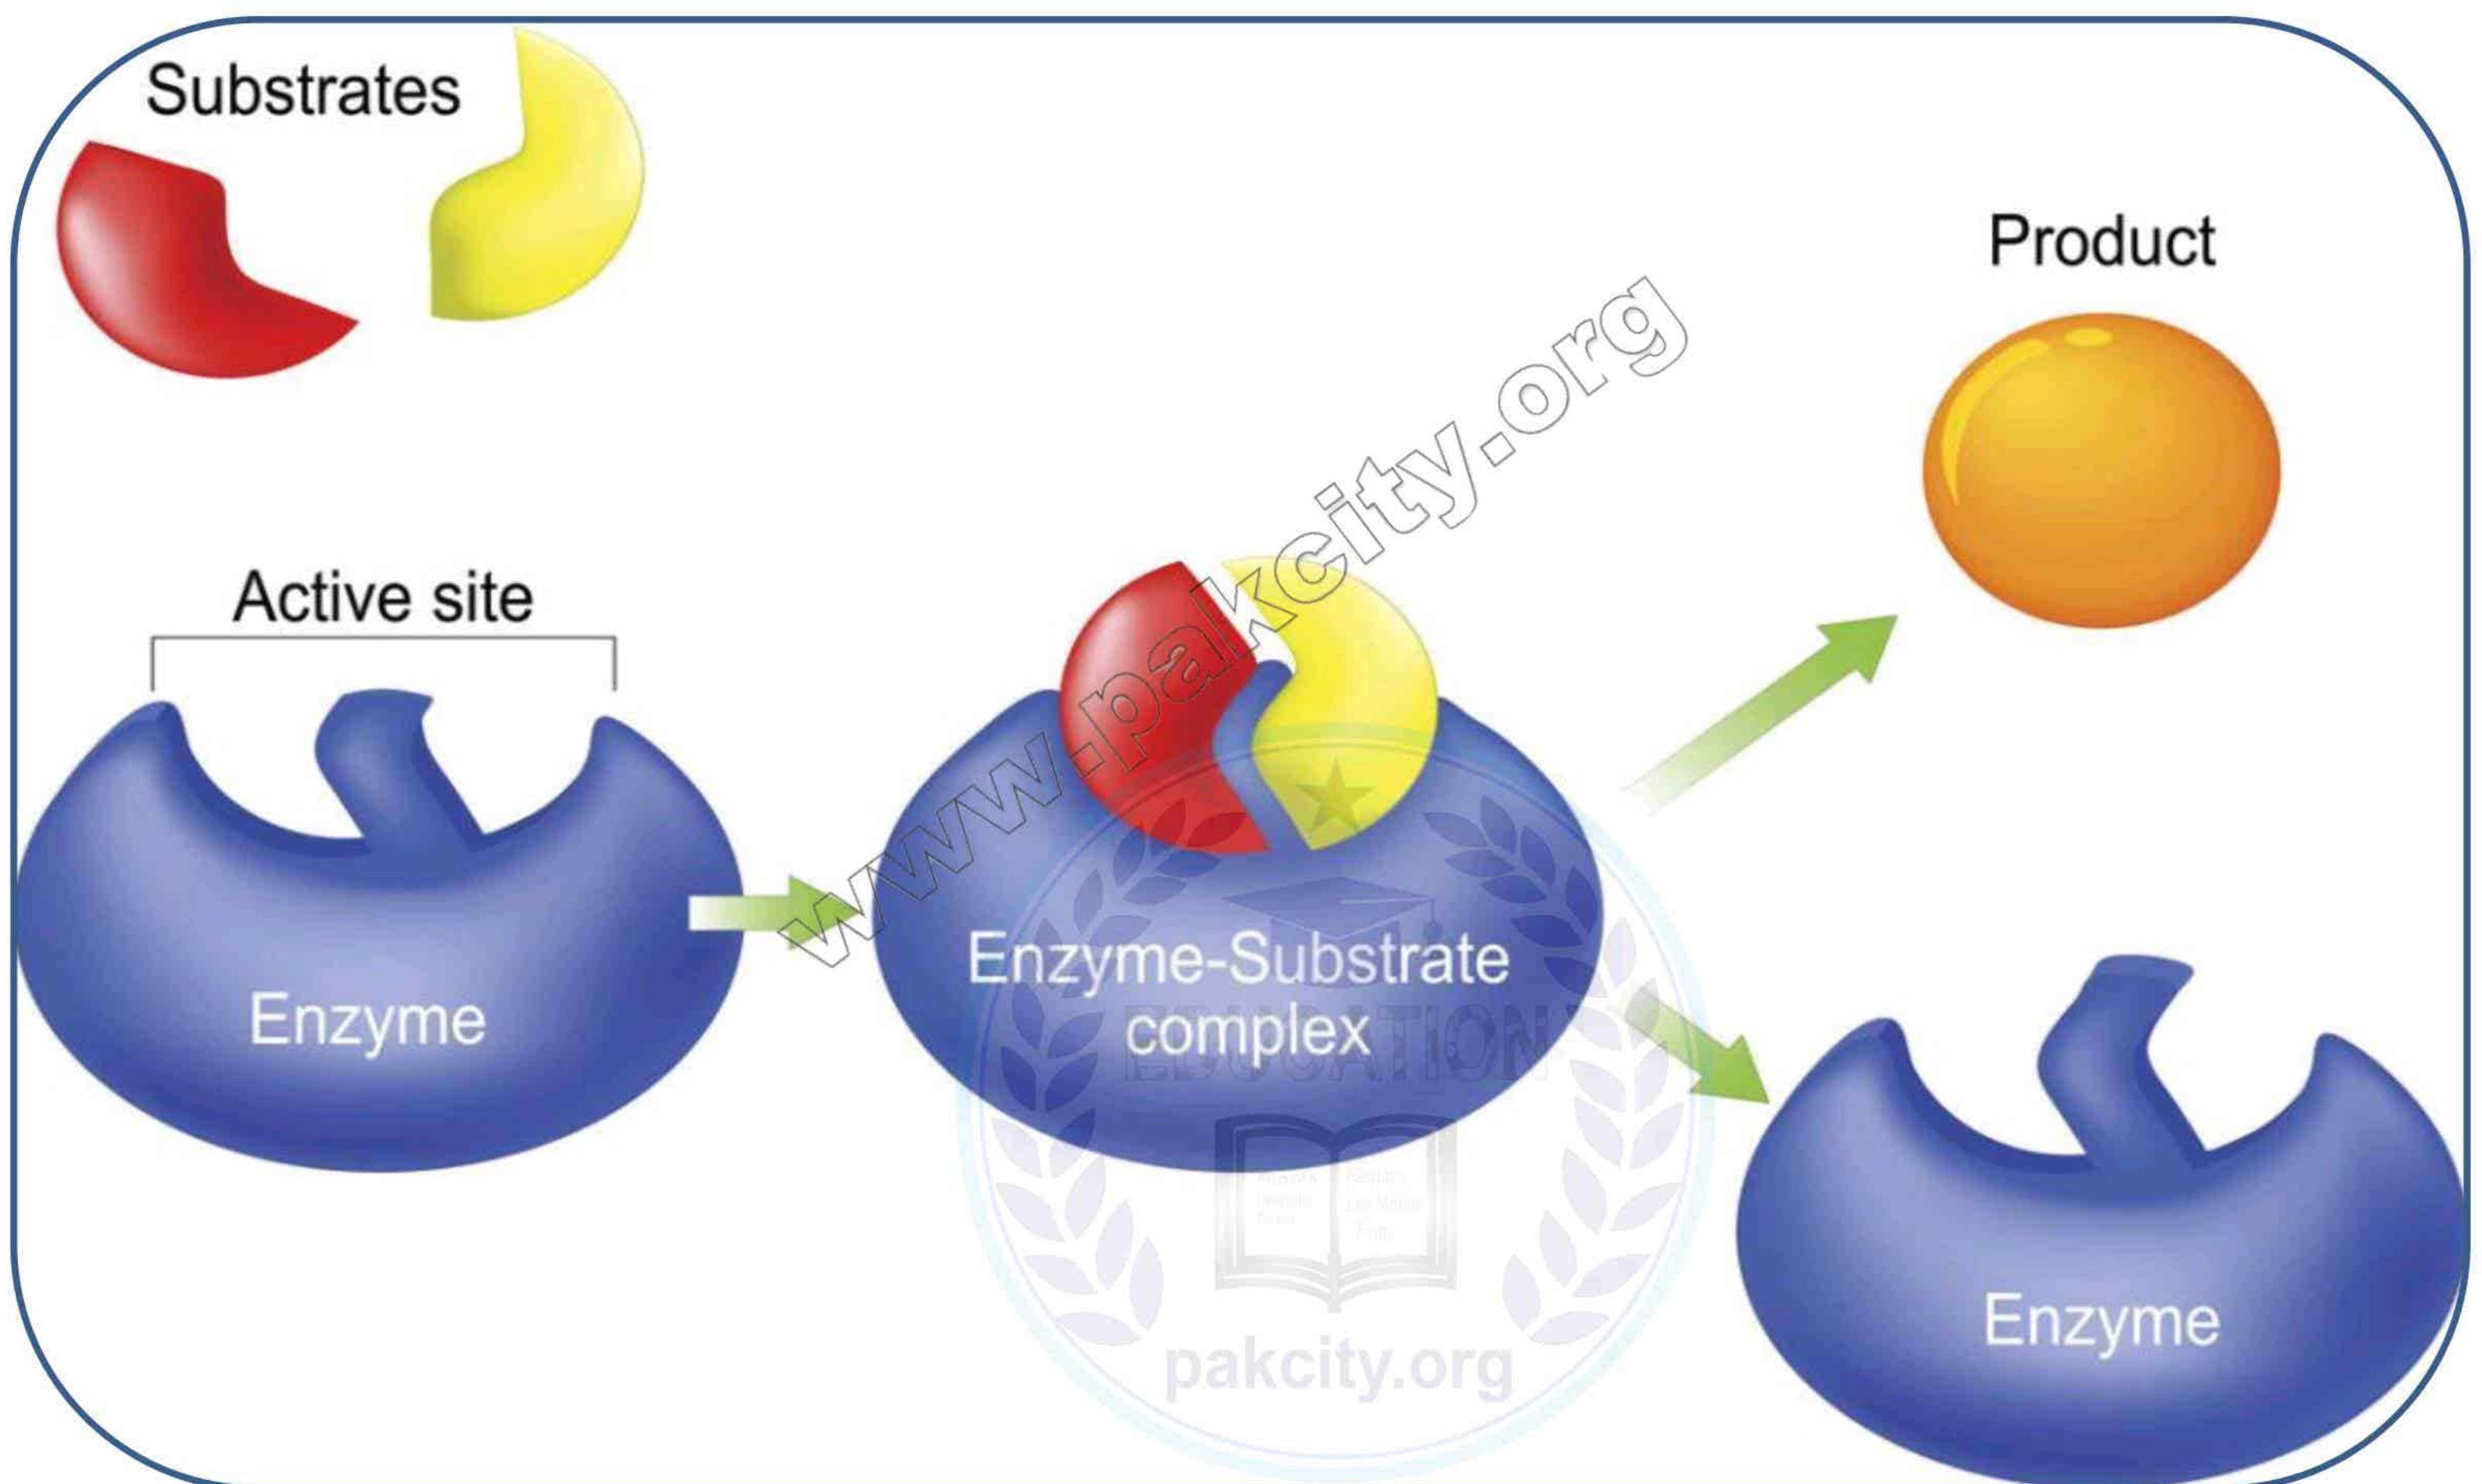 Substrates
Product
Active site
Enzyme
Enzyme-Substrate
complex
Enzyme
www.pakcity.org
EDUCATION
pakcity.org